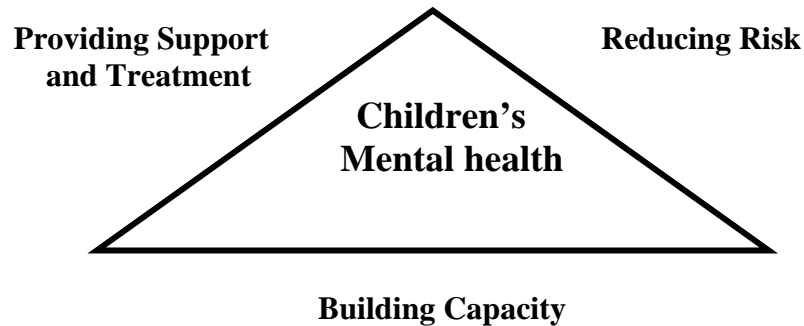 Providing Support
and Treatment
Reducing Risk
Children's
Mental health
Building Capacity